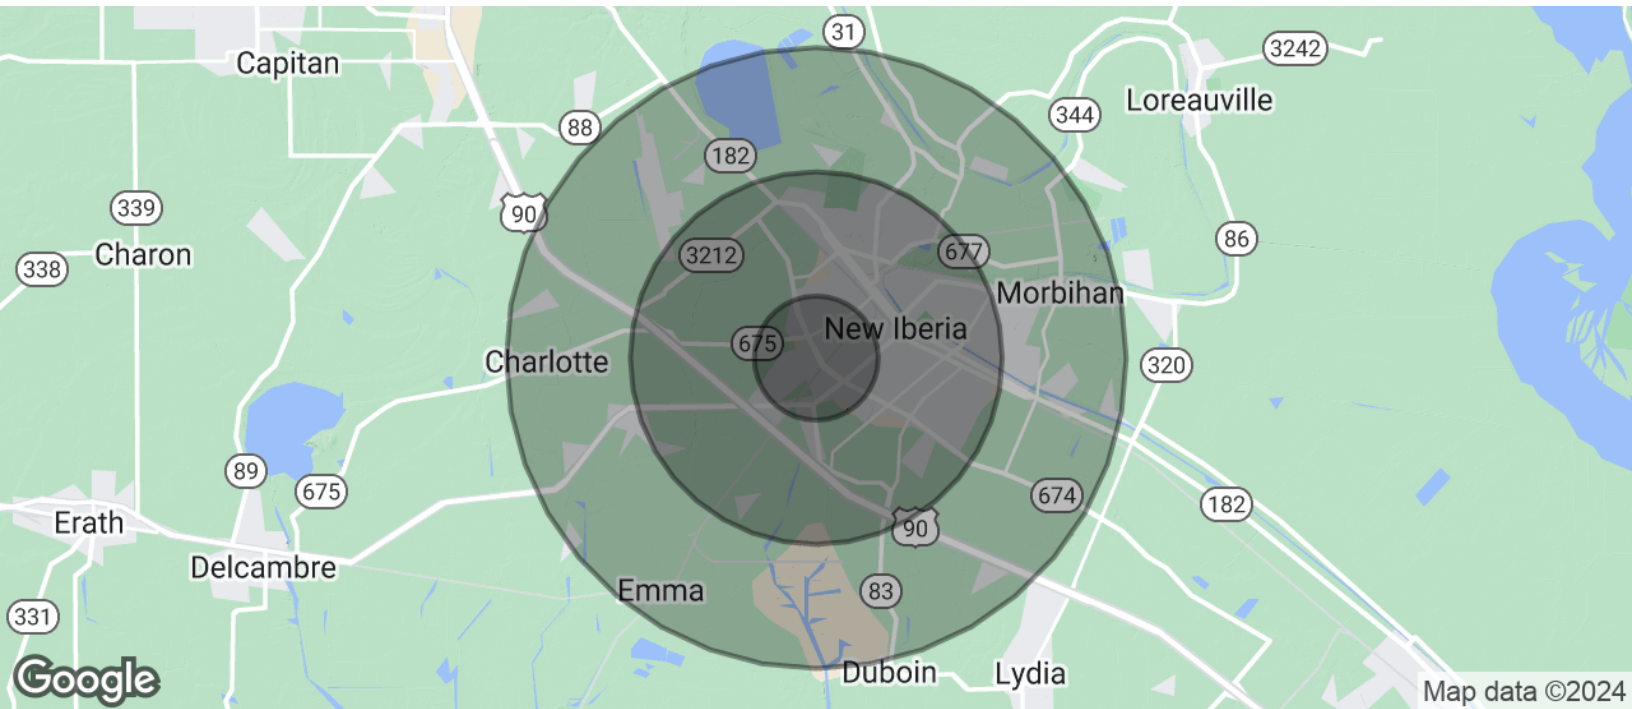 31
3242
Capitan
Loreauville
344
88
182
339
90
86
Charon
677
3212
338
Morbihan
New Iberia
675
Charlotte
320
89
675
674
182
Erath
90
Delcambre
Emma
83
331
Duboin
Lydia
Google
Map data ©2024